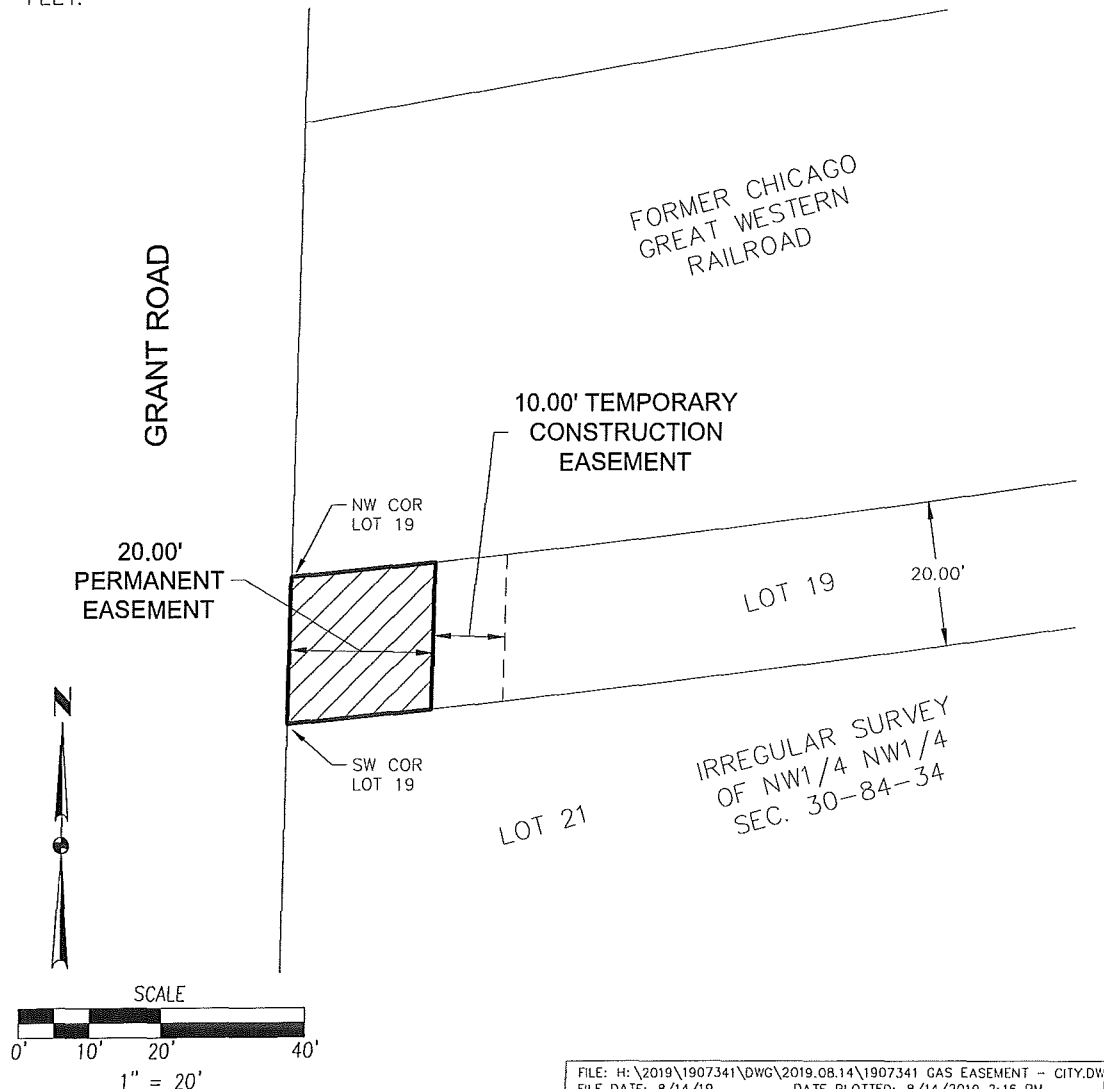 FEET.
FORMER CHICAGO
GREAT WESTERN
RAILROAD
GRANT ROAD
10.00' TEMPORARY
CONSTRUCTION
EASEMENT
NW COR
LOT 19
20.00'
PERMANENT
EASEMENT
LOT 19
20.00'
N
SW COR
LOT 19
IRREGULAR SURVEY
OF NW1/4 NW1/4
SEC. 30-84-34
LOT 21
SCALE
0' 10' 20' 40'
1" = 20'
FILE: H:\2019\1907341\DWG\2019.08.14\1907341 GAS EASEMENT - CITY.DW
FILE DATE: 8/14/19 DATE PLOTTED: 8/14/2019 2:15 PM